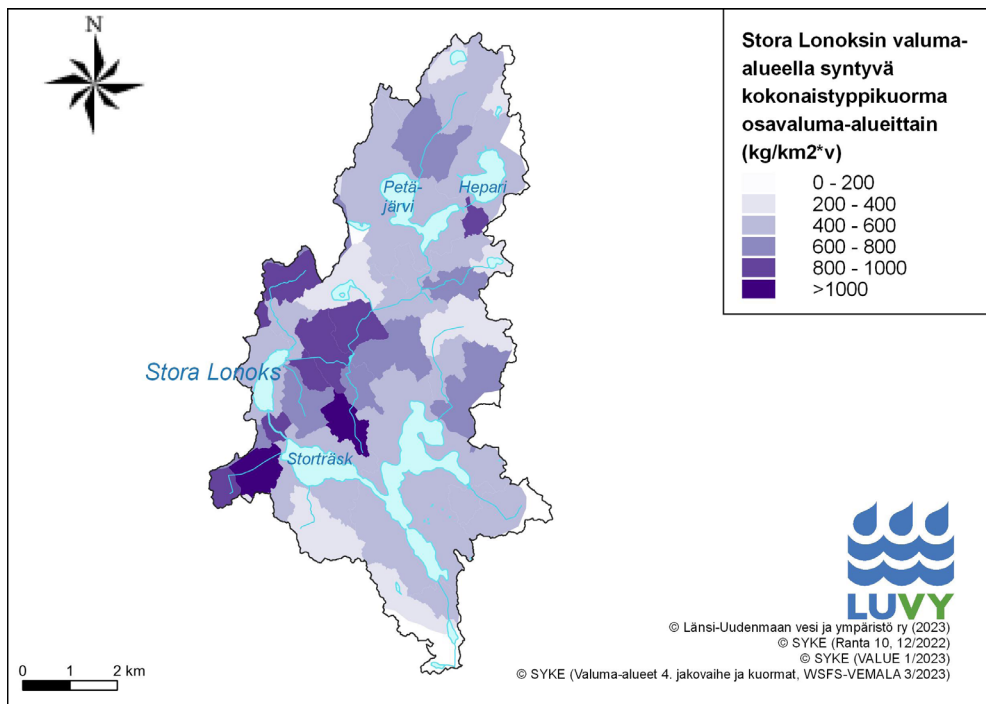 N
Stora Lonoksin valuma-
alueella syntyvä
kokonaistyppikuorma
osavaluma-alueittain
(kg/km2*v)
0 - 200
200 - 400
400 - 600
600 - 800
800 - 1000
>1000
Petä-
järvi
Hepari
Stora Lonoks
Storträsk
LUVY
© Länsi-Uudenmaan vesi ja ympäristö ry (2023)
© SYKE (Ranta 10, 12/2022)
© SYKE (VALUE 1/2023)
© SYKE (Valuma-alueet 4. jakovaihe ja kuormat, WSFS-VEMALA 3/2023)
0 1 2 km